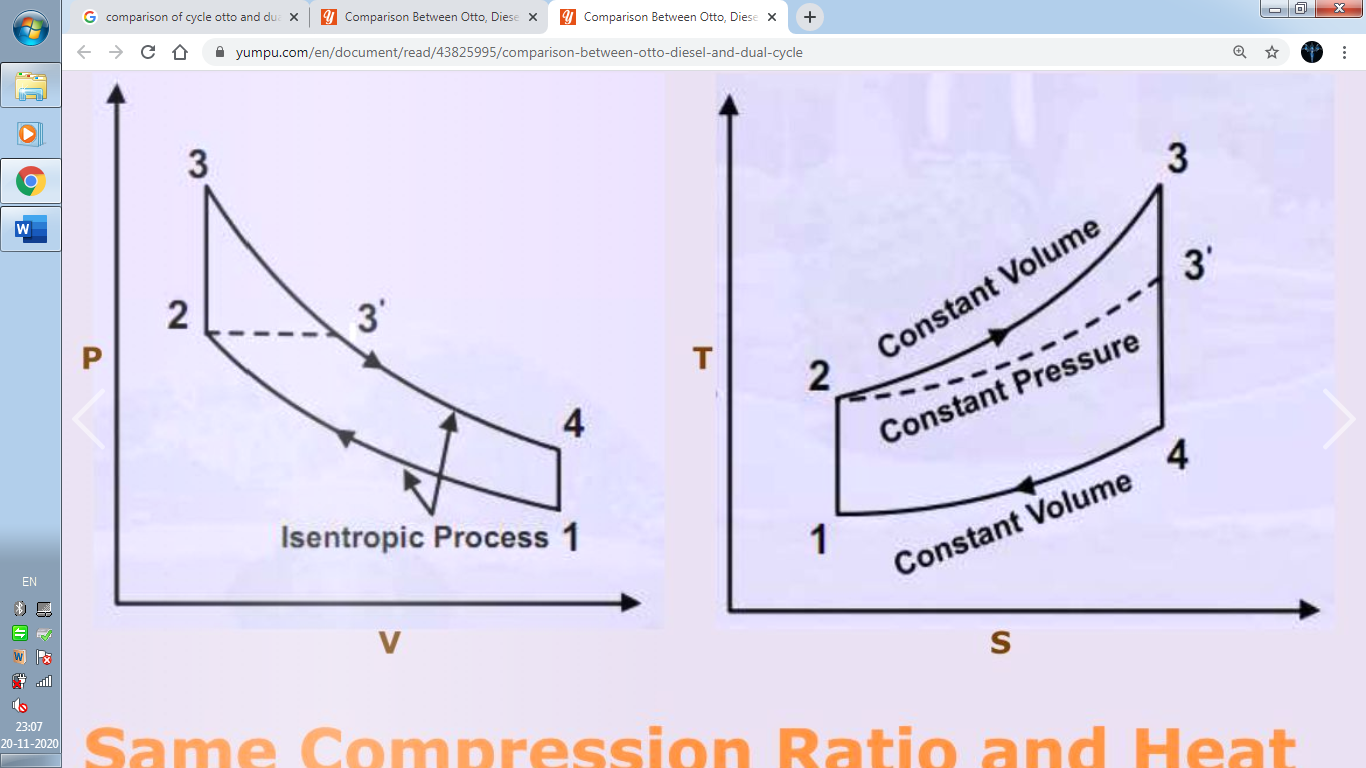 comparison of cycle otto and dua
Comparison Between Otto, Diese
Comparison Between Otto, Diese
yumpu.com/en/document/read/43825995/comparison-between-otto-diesel-and-dual-cycle
3
2
3'
P
4
Isentropic Process 1
V
3
Constant Volume
3'
T
2
Constant Pressure
4
1
Constant Volume
S
Same Compression Ratio and Heat
EN
23:07
20-11-2020